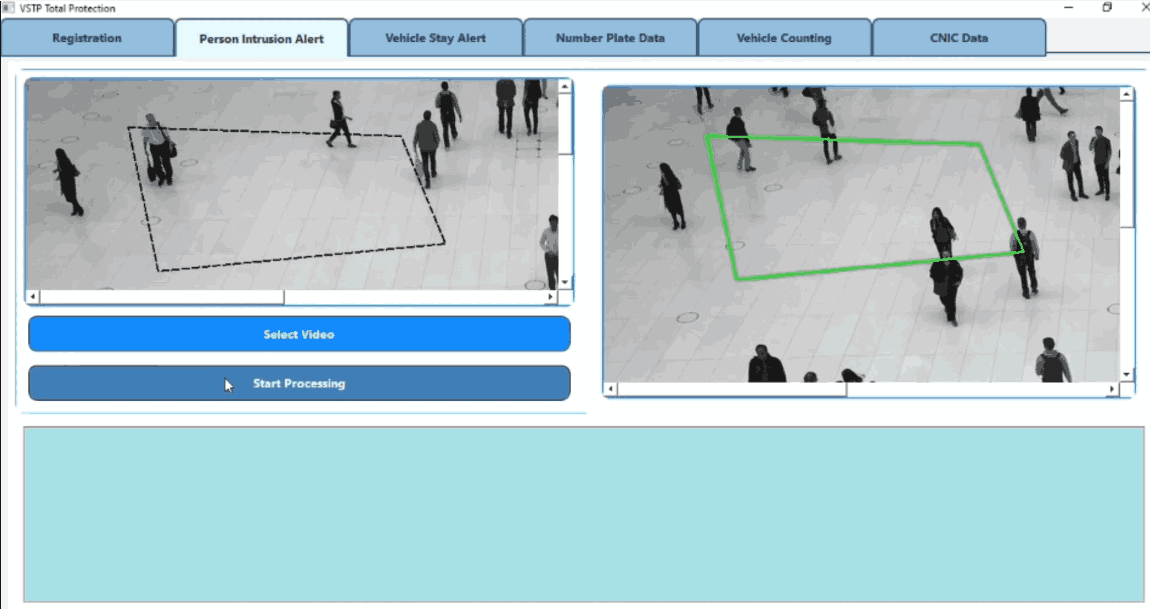 VSTP Total Protection
Registration
Person Intrusion Alert
Vehicle Stay Alert
Number Plate Data
Vehicle Counting
CNIC Data
Select Video
Start Processing